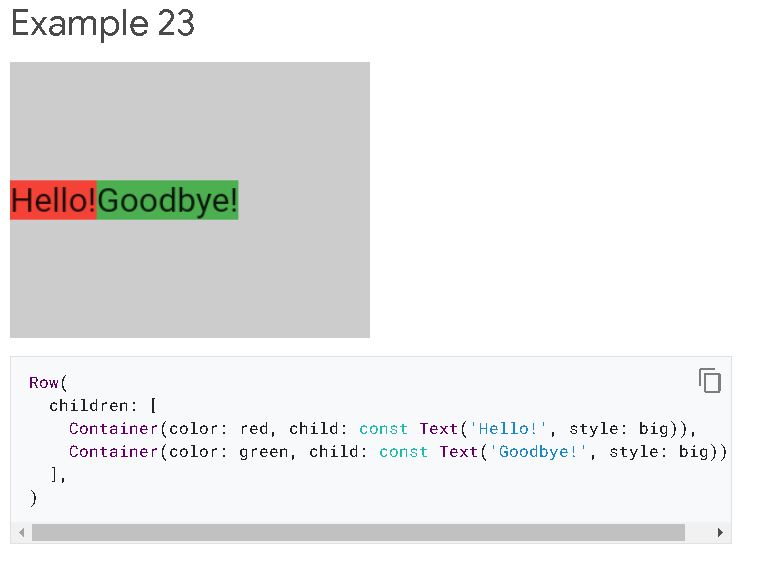 Example 23
Hello!Goodbye!
Row(
  children: [
    Container(color: red, child: const Text('Hello!', style: big)),
    Container(color: green, child: const Text('Goodbye!', style: big))
  ],
)